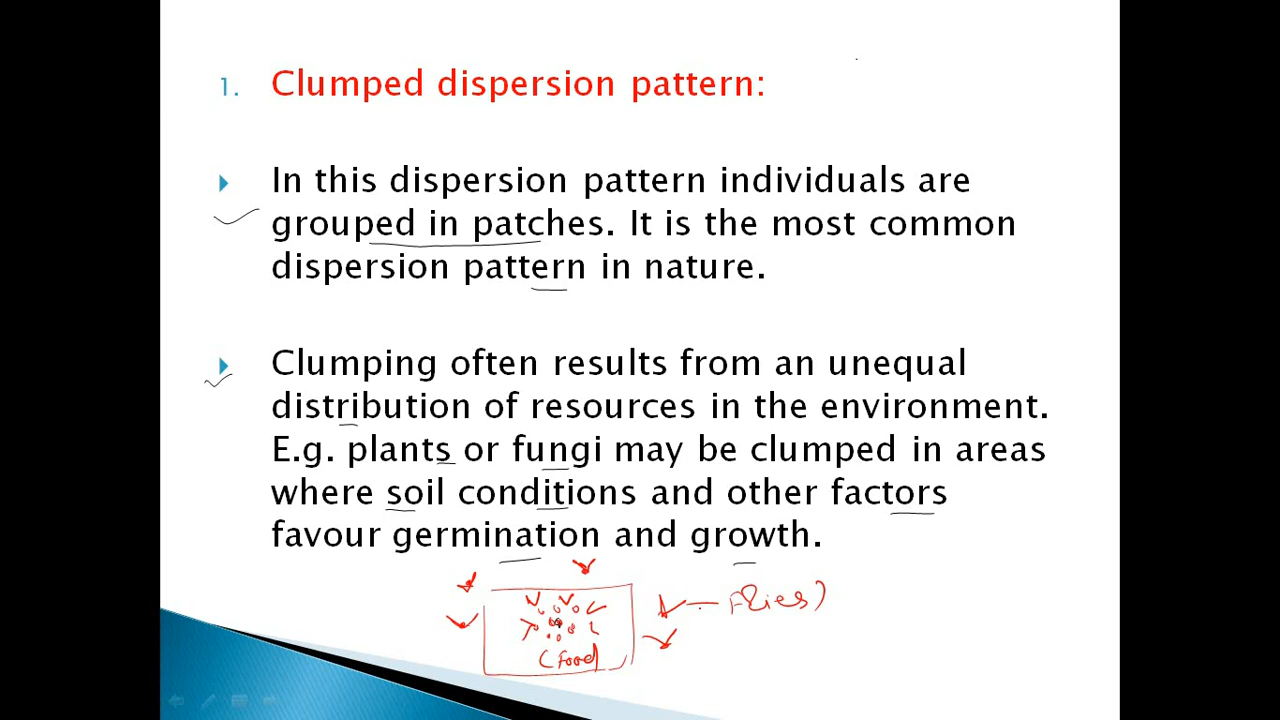 1. Clumped dispersion pattern:
In this dispersion pattern individuals are
grouped in patches. It is the most common
dispersion pattern in nature.
Clumping often results from an unequal
distribution of resources in the environment.
E.g. plants or fungi may be clumped in areas
where soil conditions and other factors
favour germination and growth.
Flies)
(Food